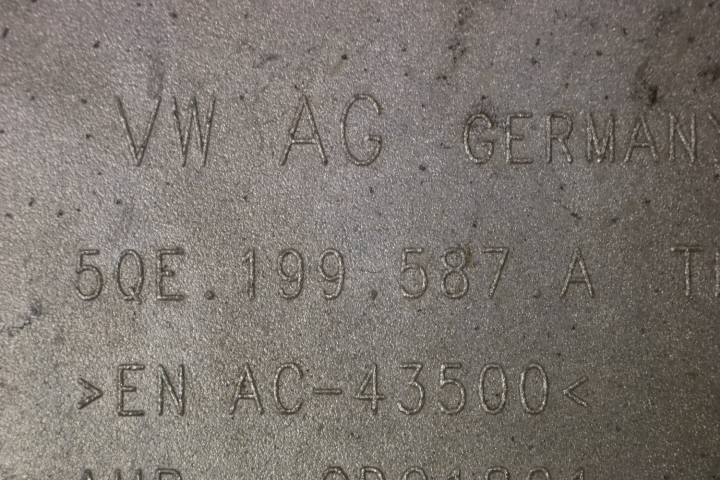 VW AG GERMANY
5QE.199.587.A
>EN AC-43500<